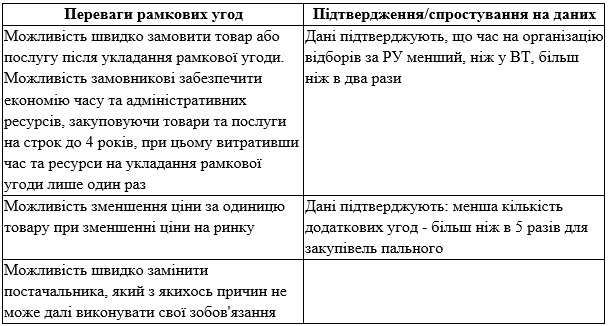 Переваги рамкових угод
Підтвердження/спростування на даних
Можливість швидко замовити товар або
послугу після укладання рамкової угоди.
Можливість замовникові забезпечити
економію часу та адміністративних
ресурсів, закуповуючи товари та послуги
на строк до 4 років, при цьому витративши
час та ресурси на укладання рамкової
угоди лише один раз
Дані підтверджують, що час на організацію
відборів за РУ менший, ніж у ВТ, більш
ніж в два рази
Можливість зменшення ціни за одиницю
товару при зменшенні ціни на ринку
Дані підтверджують: менша кількість
додаткових угод - більш ніж в 5 разів для
закупівель пального
Можливість швидко замінити
постачальника, який з якихось причин не
може далі виконувати свої зобов'язання